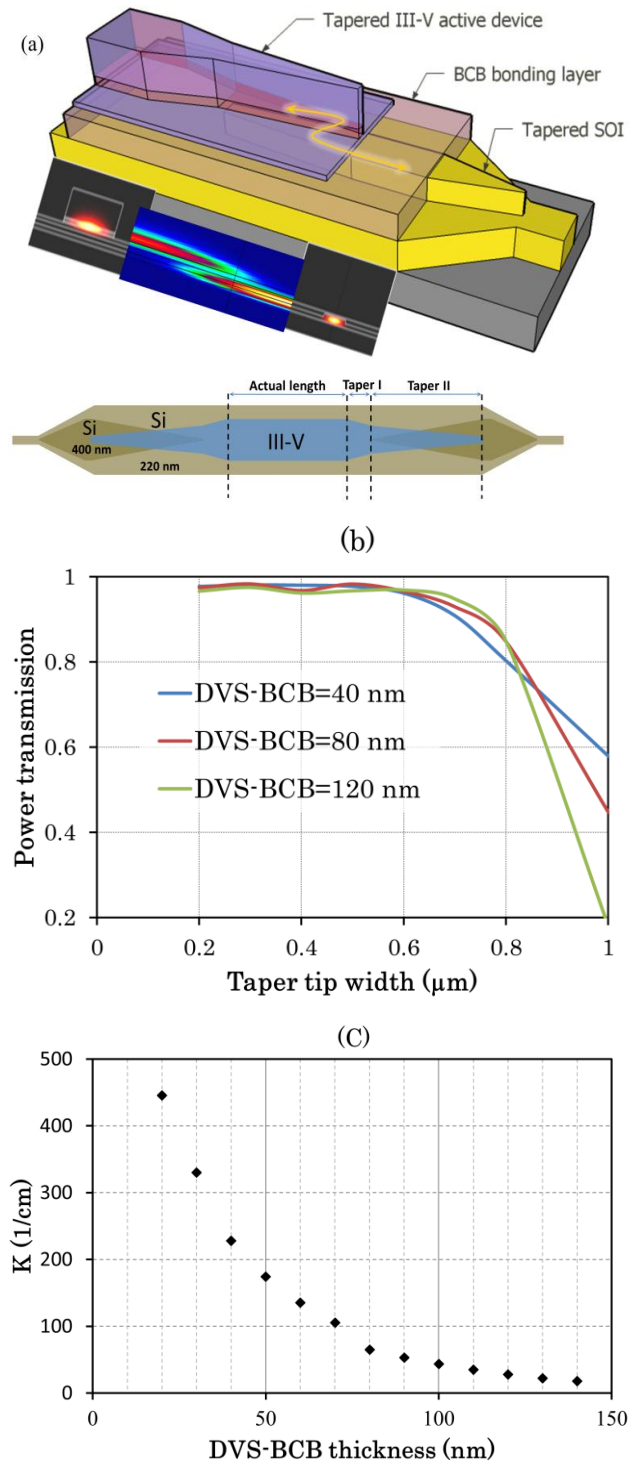 (a)
Tapered III-V active device
BCB bonding layer
Tapered SOI
Actual length Taper I Taper II
Si
Si
400 nm
III-V
220 nm
(b)
1
0.8
0.6
0.4
0.2
Power transmission
DVS-BCB=40 nm
DVS-BCB=80 nm
DVS-BCB=120 nm
0 0.2 0.4 0.6 0.8 1
Taper tip width (µm)
(C)
500
400
300
200
100
0
K (1/cm)
0 50 100 150
DVS-BCB thickness (nm)